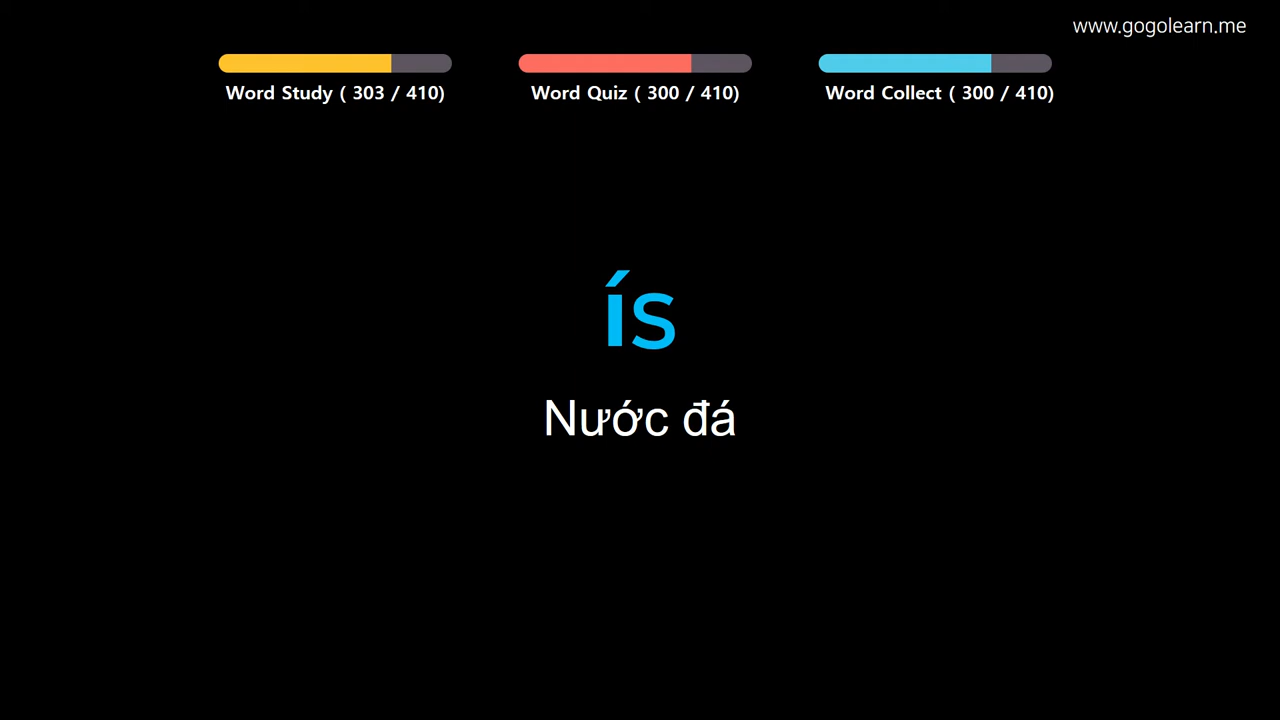 www.gogolearn.me
Word Study ( 303 / 410)
Word Quiz ( 300 / 410)
Word Collect ( 300 / 410)
ís
Nước đá